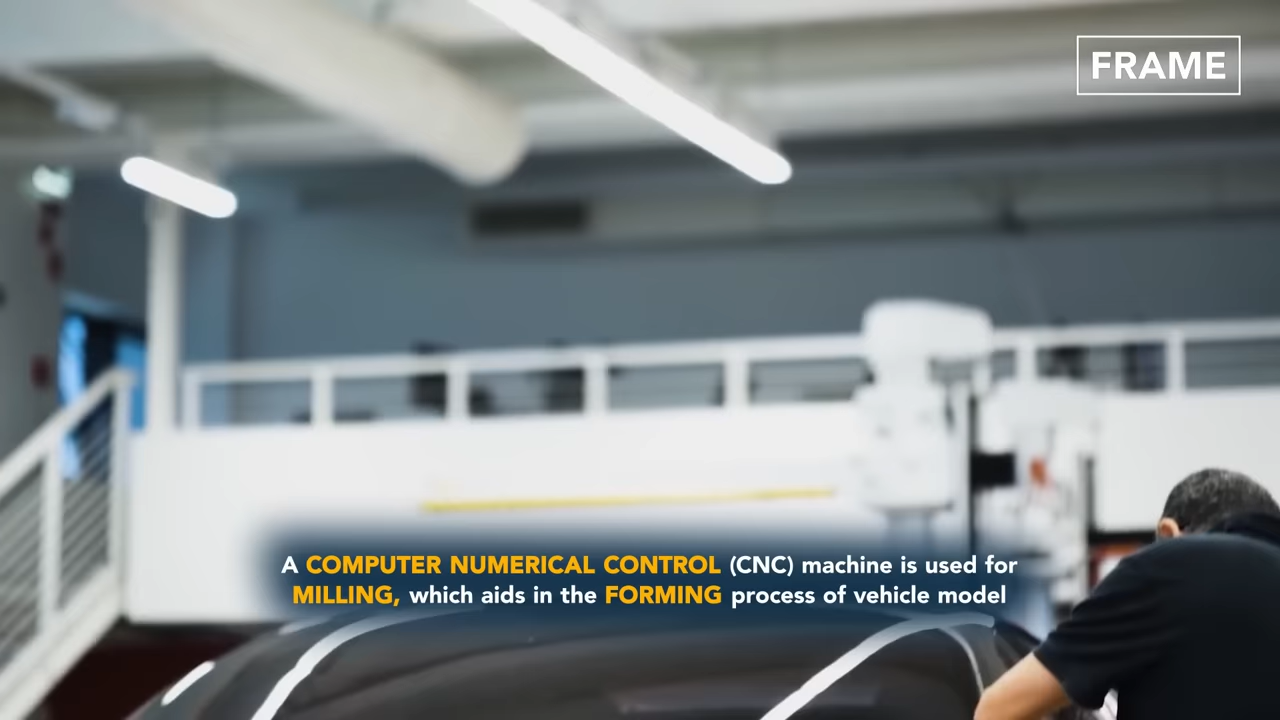 FRAME
A COMPUTER NUMERICAL CONTROL (CNC) machine is used for
MILLING, which aids in the FORMING process of vehicle model